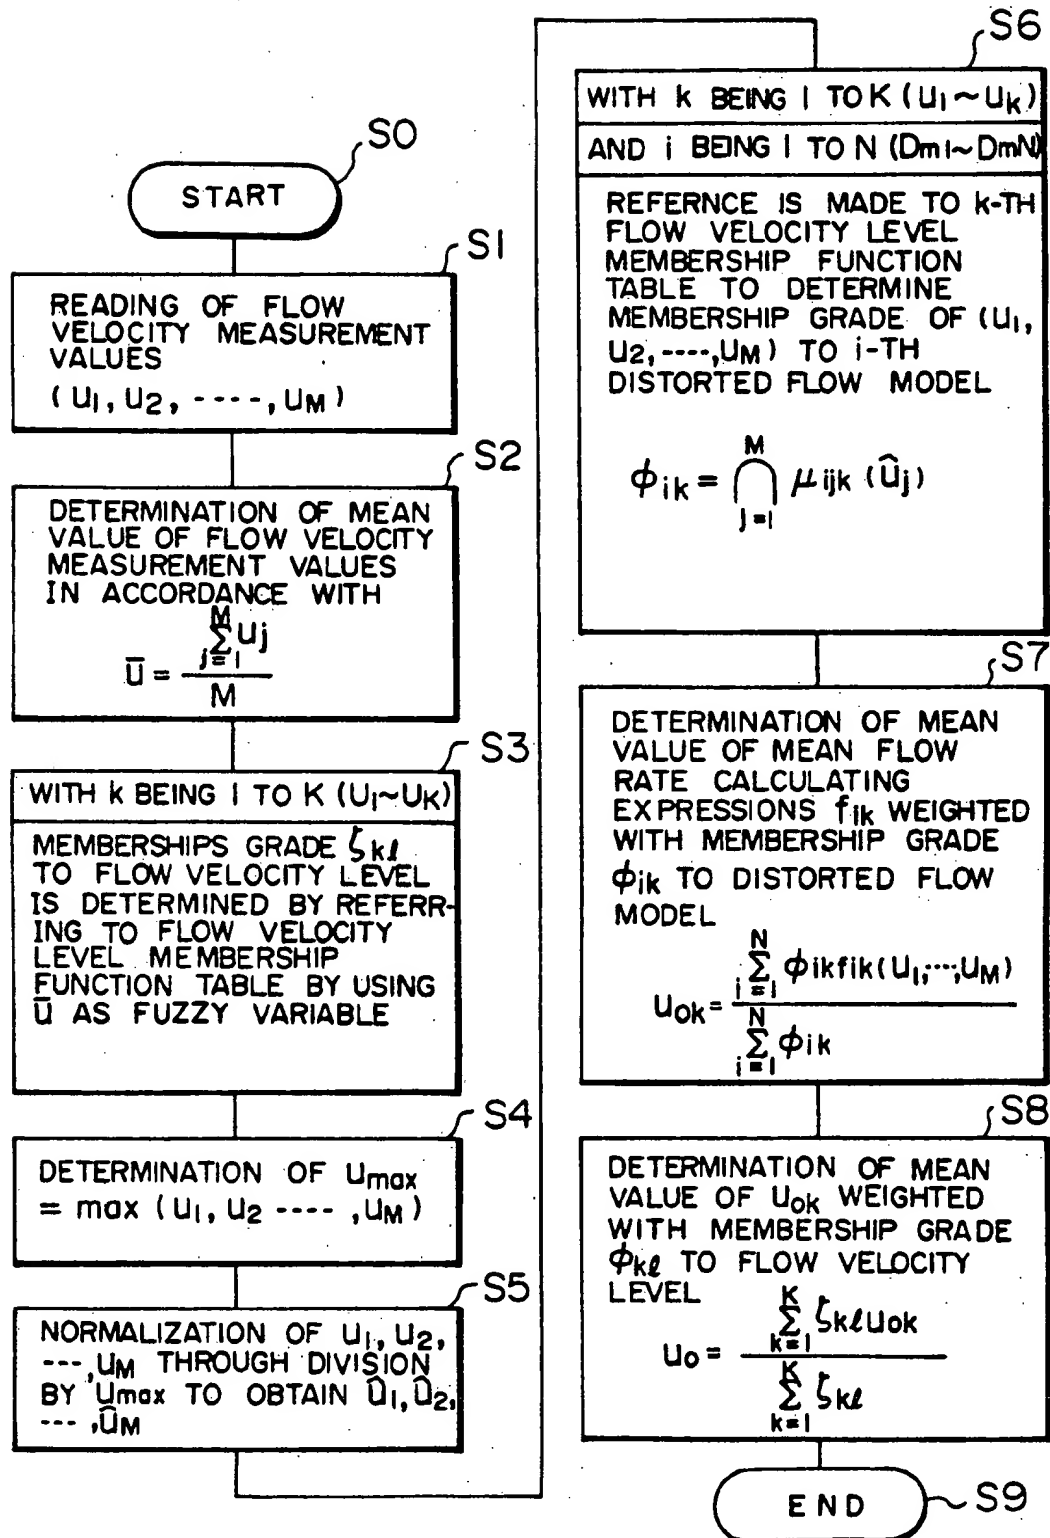 S0
START
S1
READING OF FLOW
VELOCITY MEASUREMENT
VALUES
(U1, U2, ----, UM)
S2
DETERMINATION OF MEAN
VALUE OF FLOW VELOCITY
MEASUREMENT VALUES
IN ACCORDANCE WITH
M
Σ Uj
j=1
ū = ―――
M
S3
WITH k BEING 1 TO K (U1~UK)
MEMBERSHIPS GRADE ζkℓ
TO FLOW VELOCITY LEVEL
IS DETERMINED BY REFERR-
ING TO FLOW VELOCITY
LEVEL MEMBERSHIP
FUNCTION TABLE BY USING
ū AS FUZZY VARIABLE
S4
DETERMINATION OF Umax
= max (U1, U2 ---- ,UM)
S5
NORMALIZATION OF U1, U2,
---,UM THROUGH DIVISION
BY Umax TO OBTAIN Û1,Û2,
--- ,ÛM
S6
WITH k BEING 1 TO K (U1~Uk)
AND i BEING 1 TO N (Dm1~DmN)
REFERNCE IS MADE TO k-TH
FLOW VELOCITY LEVEL
MEMBERSHIP FUNCTION
TABLE TO DETERMINE
MEMBERSHIP GRADE OF (U1,
U2, ----,UM) TO i-TH
DISTORTED FLOW MODEL
M
ϕik = ⋂ μijk (Ûj)
j=1
S7
DETERMINATION OF MEAN
VALUE OF MEAN FLOW
RATE CALCULATING
EXPRESSIONS fik WEIGHTED
WITH MEMBERSHIP GRADE
ϕik TO DISTORTED FLOW
MODEL
N
Σ ϕikfik(U1,---,UM)
i=1
Uok= ―――
N
Σ ϕik
i=1
S8
DETERMINATION OF MEAN
VALUE OF Uok WEIGHTED
WITH MEMBERSHIP GRADE
ϕkℓ TO FLOW VELOCITY
LEVEL
K
Σ ζkℓUok
k=1
Uo = ―――
K
Σ ζkℓ
k=1
END
S9